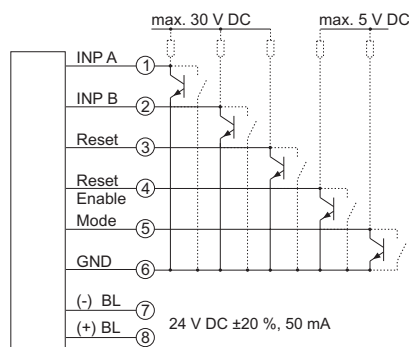 max. 30 V DC
max. 5 V DC
INP A 1
INP B 2
Reset 3
Reset 4
Enable
Mode 5
GND 6
(-) BL 7
24 V DC ±20 %, 50 mA
(+) BL 8